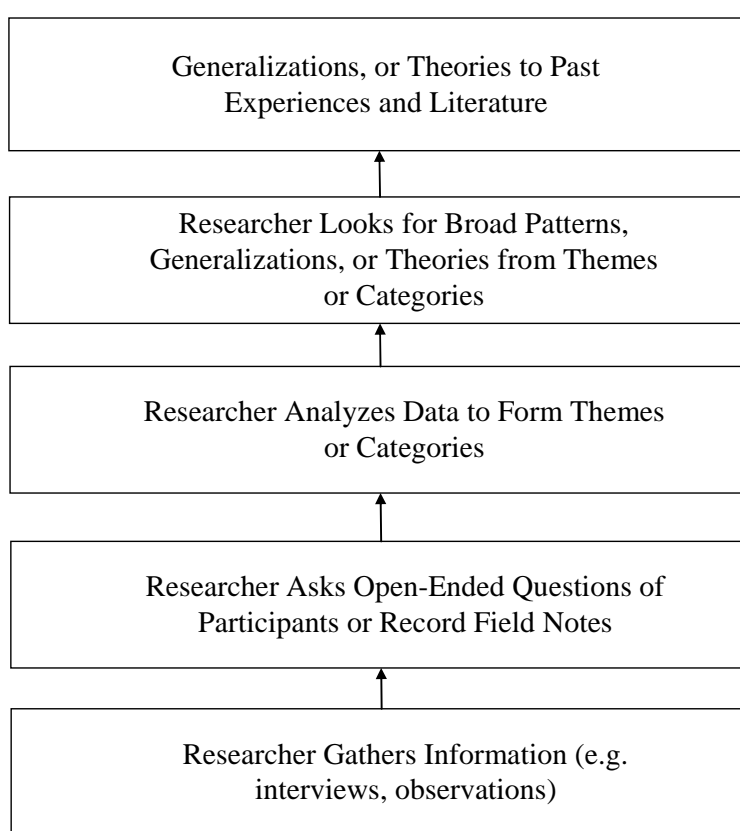 Generalizations, or Theories to Past
Experiences and Literature
Researcher Looks for Broad Patterns,
Generalizations, or Theories from Themes
or Categories
Researcher Analyzes Data to Form Themes
or Categories
Researcher Asks Open-Ended Questions of
Participants or Record Field Notes
Researcher Gathers Information (e.g.
interviews, observations)